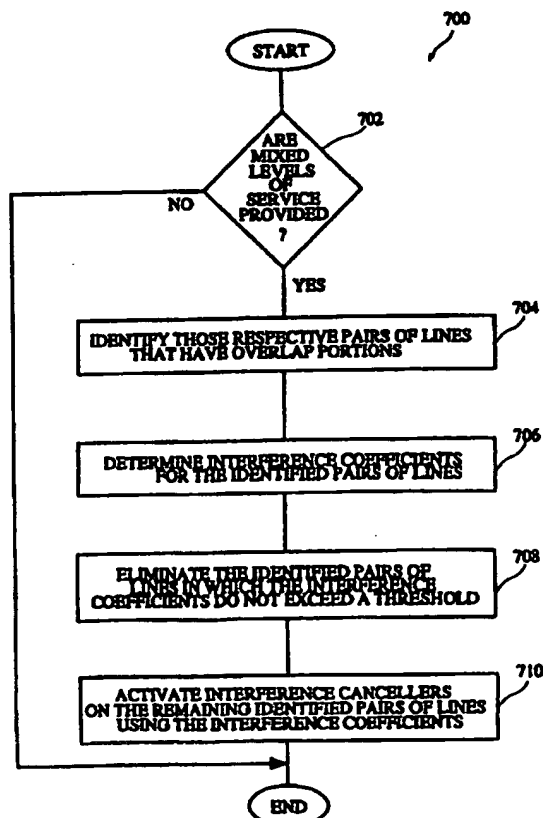 700
START
702
ARE
MIXED
LEVELS
OF
SERVICE
PROVIDED
?
NO
YES
704
IDENTIFY THOSE RESPECTIVE PAIRS OF LINES
THAT HAVE OVERLAP PORTIONS
706
DETERMINE INTERFERENCE COEFFICIENTS
FOR THE IDENTIFIED PAIRS OF LINES
708
ELIMINATE THE IDENTIFIED PAIRS OF
LINES IN WHICH THE INTERFERENCE
COEFFICIENTS DO NOT EXCEED A THRESHOLD
710
ACTIVATE INTERFERENCE CANCELLERS
ON THE REMAINING IDENTIFIED PAIRS OF LINES
USING THE INTERFERENCE COEFFICIENTS
END